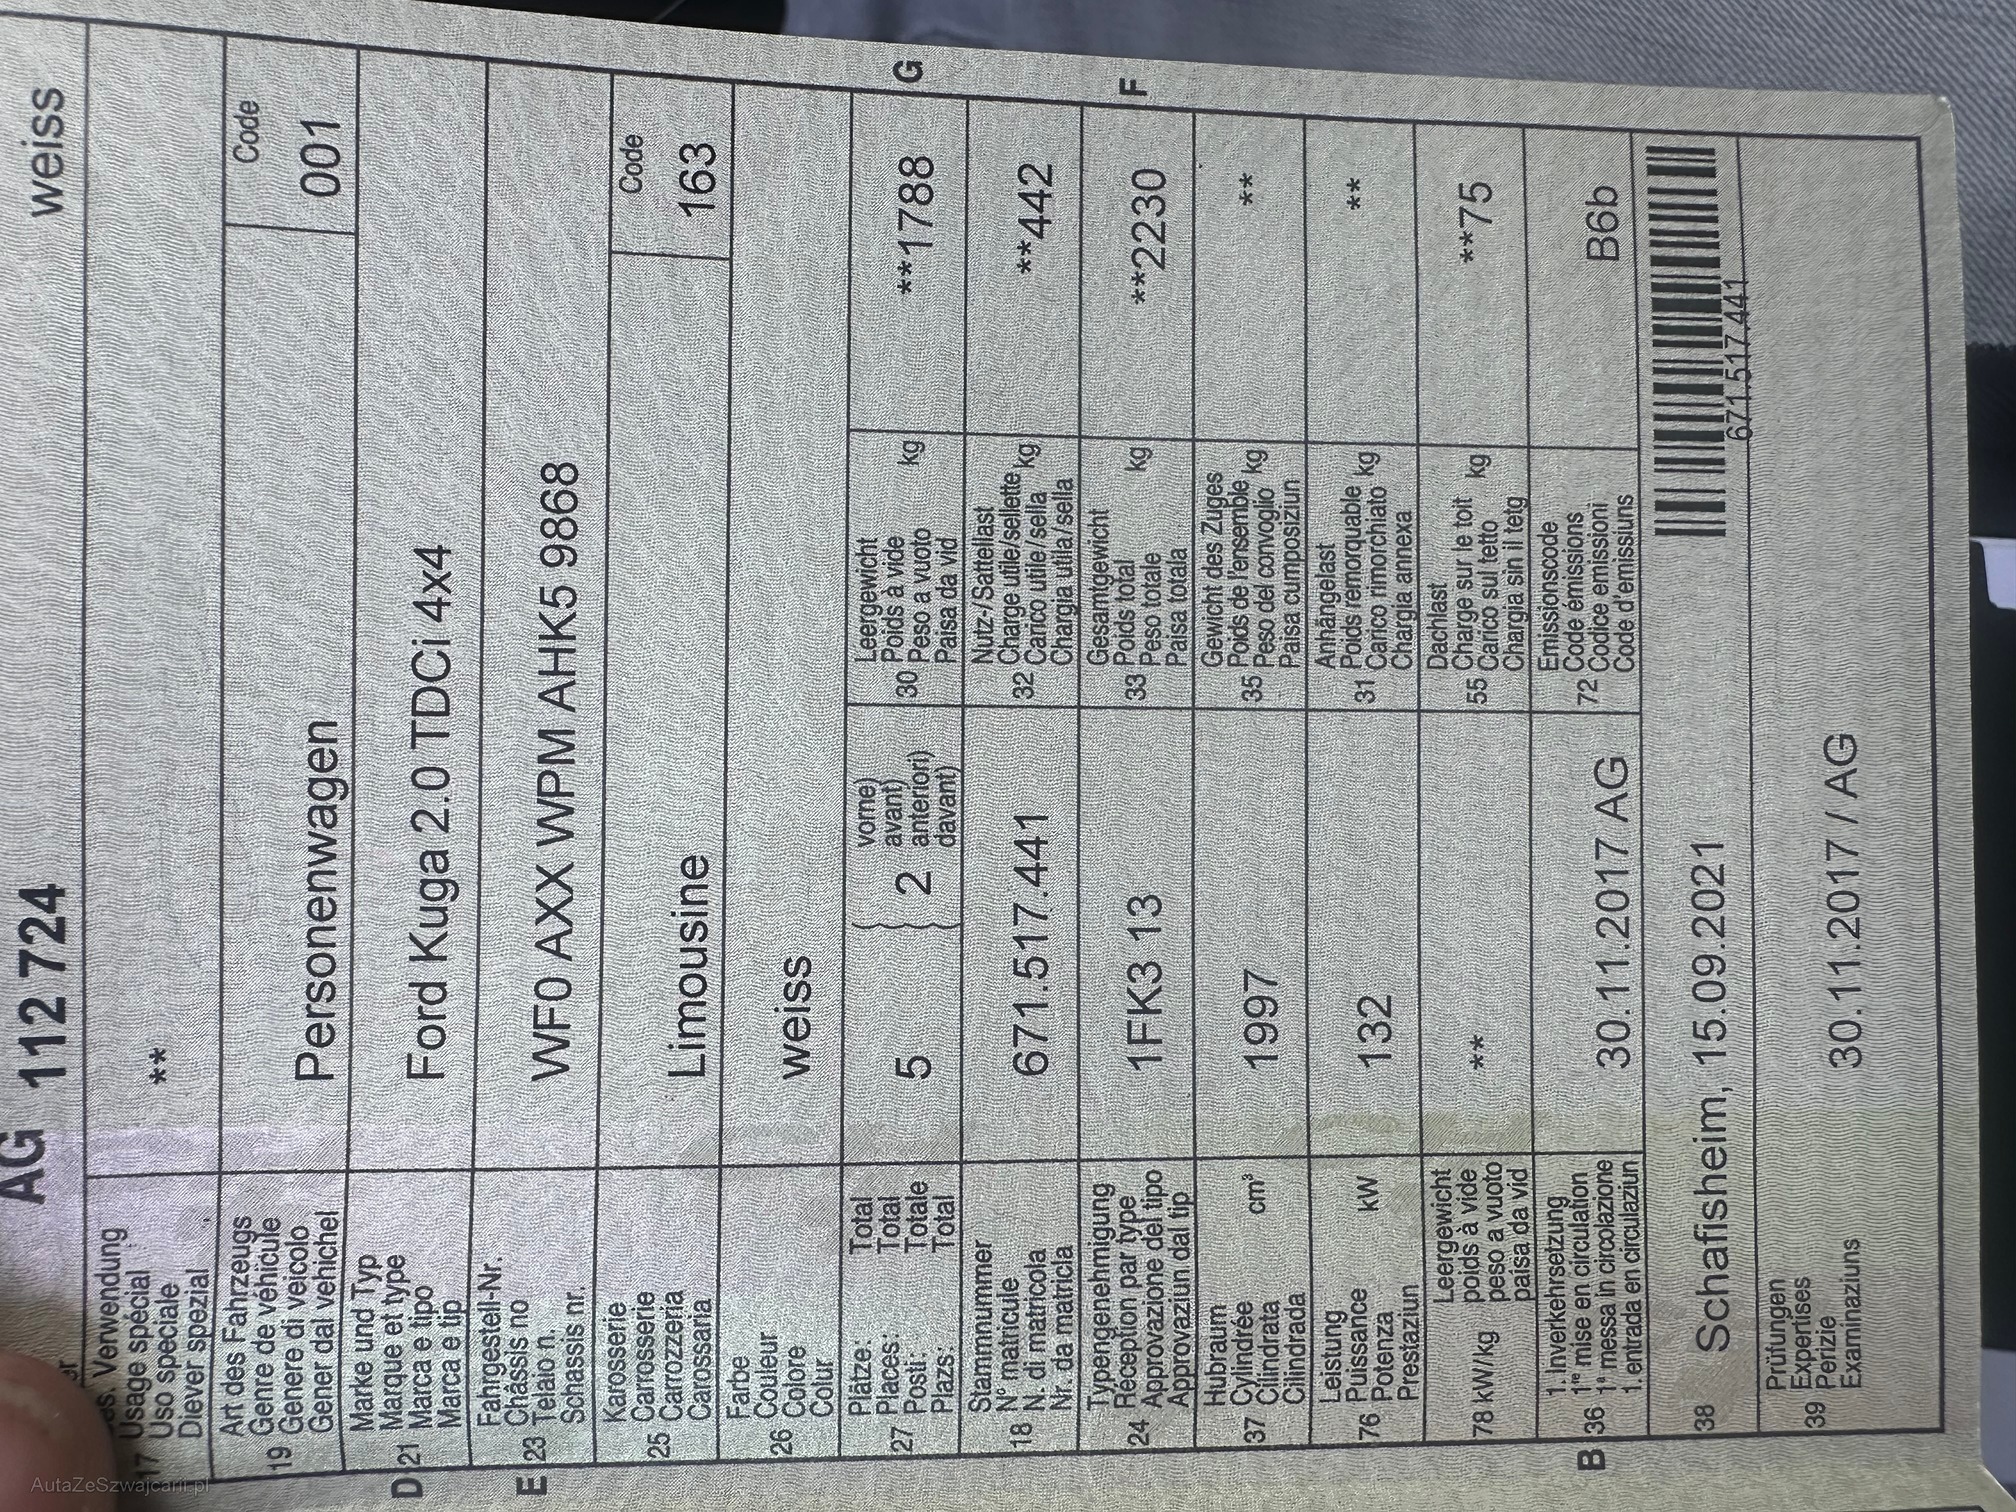 AG 112 724 weiss
Bes. Verwendung
17 Usage spécial **
Uso speciale
Diever spezial
Art des Fahrzeugs Code
Genre de véhicule
19 Genere di veicolo
Gener dal vehichel Personenwagen 001
Marke und Typ
Marque et type
D 21 Marca e tipo Ford Kuga 2.0 TDCi 4x4
Marca e tip
Fahrgestell-Nr.
Châssis no
E 23 Telaio n. WF0 AXX WPM AHK5 9868
Schassis nr.
Karosserie Code
Carrosserie
25 Carrozzeria Limousine 163
Carossaria
Farbe
Couleur
26 Colore weiss
Colur
Plätze: Total vorne)
Places: Total avant)
27 Posti: Totale 5 2 anteriori)
Plazs: Total davant)
Leergewicht
Poids à vide
30 Peso a vuoto kg **1788 G
Paisa da vid
Stammnummer
N° matricule
18 N. di matricola 671.517.441
Nr. da matricla
Nutz-/Sattellast
Charge utile/sellette
32 Carico utile/sella kg **442
Chargia utila/sella
Typengenehmigung
Réception par type
24 Approvazione del tipo 1FK3 13
Approvaziun dal tip
Gesamtgewicht
33 Poids total kg **2230 F
Peso totale
Paisa totala
Hubraum
Cylindrée
37 Cilindrata cm³ 1997
Cilindrada
Gewicht des Zuges
Poids de l'ensemble
35 Peso del convoglio kg **
Paisa cumposiziun
Leistung
Puissance
76 Potenza kW 132
Prestaziun
Anhängelast
Poids remorquable
31 Carico rimorchiato kg **
Chargia annexa
Leergewicht
poids à vide
78 kW/kg peso a vuoto **
paisa da vid
Dachlast
Charge sur le toit
55 Carico sul tetto kg ***75
Chargia sin il tetg
1. Inverkehrsetzung
1re mise en circulation
B 36 1a messa in circolazione 30.11.2017 AG
1. entrada en circulaziun
Emissionscode
Code émissions
72 Codice emissioni B6b
Code d'emissiuns
38 Schafisheim, 15.09.2021
671.517.441
Prüfungen
Expertises
39 Perizie 30.11.2017 / AG
Examinaziuns
AutaZeSzwajcarii.pl